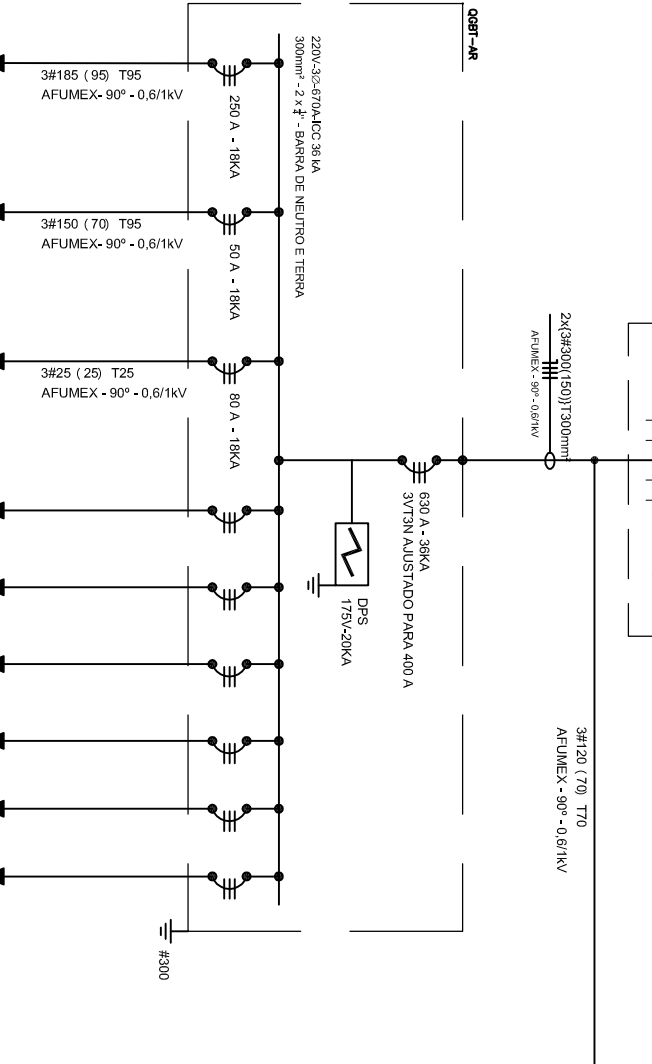 QGBT-AR
220V-3∅-670A-ICC 36 kA
300mm² - 2 x ¼" - BARRA DE NEUTRO E TERRA
3#185 ( 95) T95
AFUMEX- 90º - 0,6/1kV
250 A - 18KA
3#150 ( 70) T95
AFUMEX- 90º - 0,6/1kV
50 A - 18KA
3#25 ( 25) T25
AFUMEX - 90º - 0,6/1kV
80 A - 18KA
2x{3#300(150)}T300mm²
AFUMEX - 90º - 0,6/1kV
630 A - 36KA
3VT3N AJUSTADO PARA 400 A
DPS
175V-20KA
3#120 ( 70) T70
AFUMEX - 90º - 0,6/1kV
#300